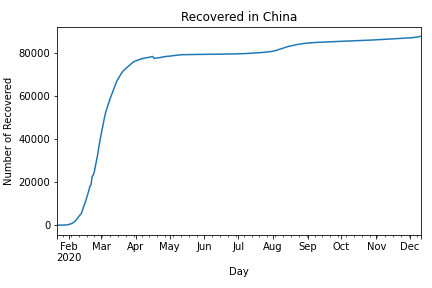 Recovered in China
Number of Recovered
80000
60000
40000
20000
0
Feb Mar Apr May Jun Jul Aug Sep Oct Nov Dec
2020
Day